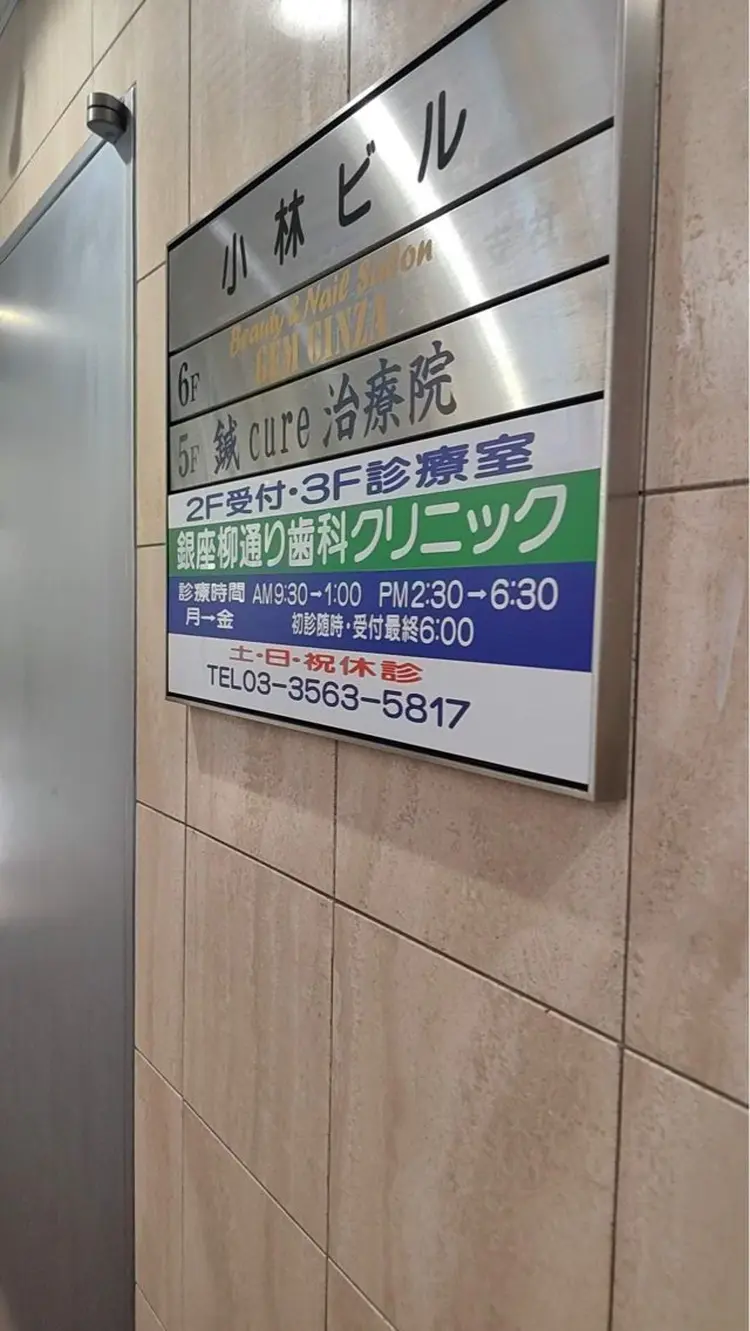 小林ビル
Beauty & Nail Salon
6F GEM GINZA
5F 鍼cure治療院
2F受付・3F診療室
銀座柳通り歯科クリニック
診療時間 AM9:30→1:00 PM2:30→6:30
月→金 初診随時・受付最終6:00
土・日・祝休診
TEL03-3563-5817